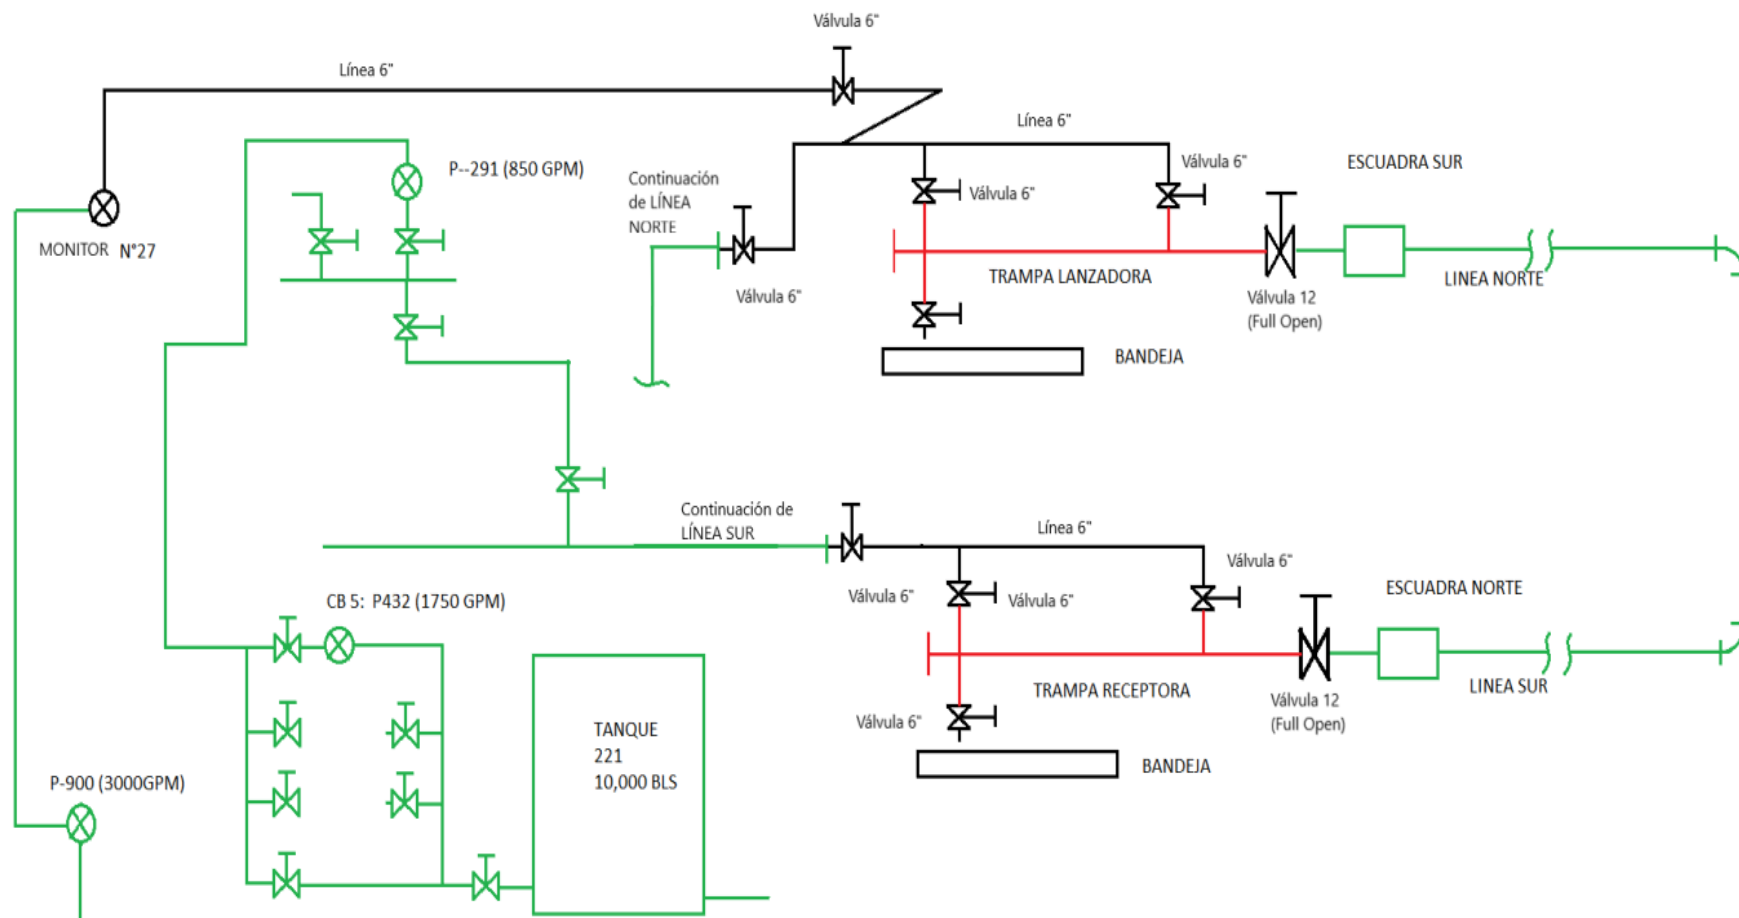 Válvula 6"
Línea 6"
Línea 6"
P--291 (850 GPM)
Válvula 6"
ESCUADRA SUR
Continuación
de LÍNEA
NORTE
Válvula 6"
MONITOR N°27
TRAMPA LANZADORA
LINEA NORTE
Válvula 6"
Válvula 12
(Full Open)
BANDEJA
Continuación de
LÍNEA SUR
Línea 6"
Válvula 6"
ESCUADRA NORTE
CB 5: P432 (1750 GPM)
Válvula 6"
Válvula 6"
TRAMPA RECEPTORA
LINEA SUR
Válvula 6"
Válvula 12
(Full Open)
TANQUE
221
10,000 BLS
BANDEJA
P-900 (3000GPM)